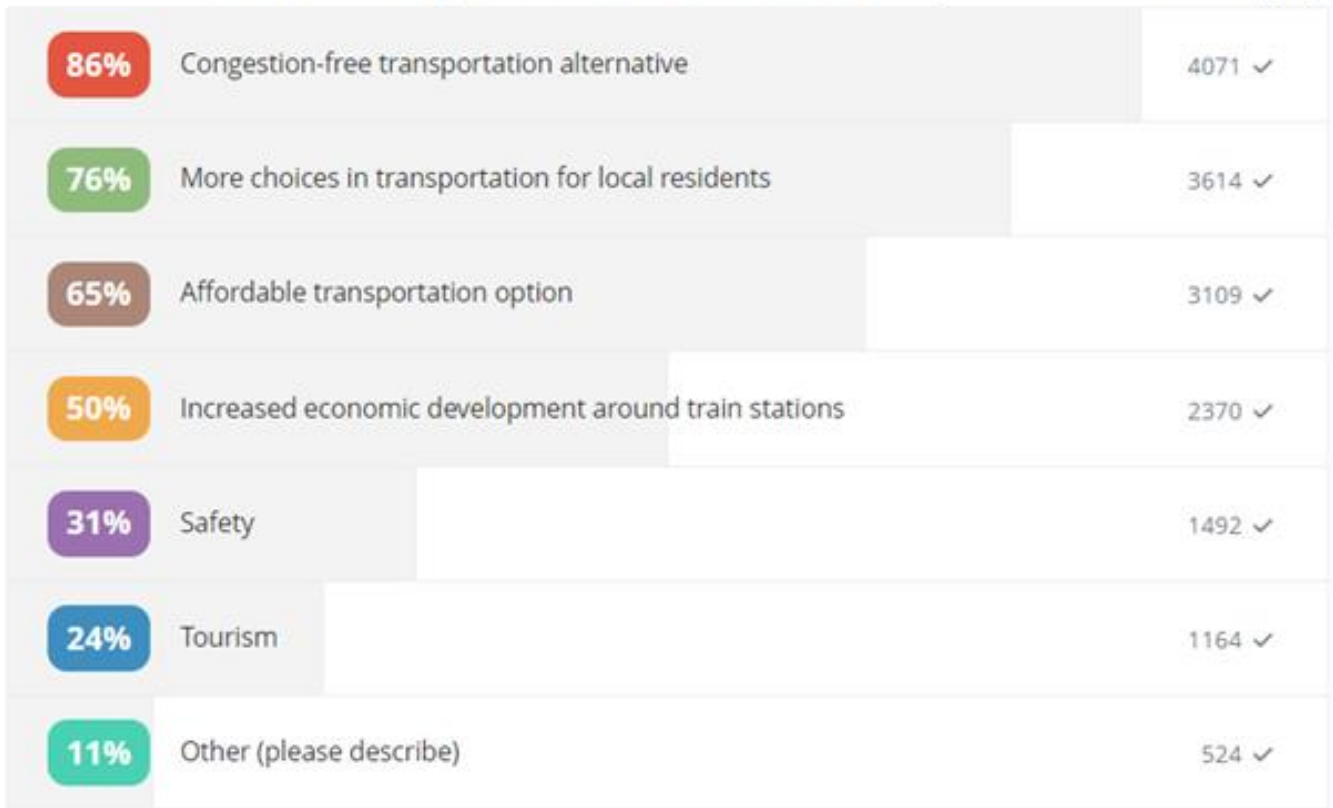 86% Congestion-free transportation alternative 4071 ✓
76% More choices in transportation for local residents 3614 ✓
65% Affordable transportation option 3109 ✓
50% Increased economic development around train stations 2370 ✓
31% Safety 1492 ✓
24% Tourism 1164 ✓
11% Other (please describe) 524 ✓